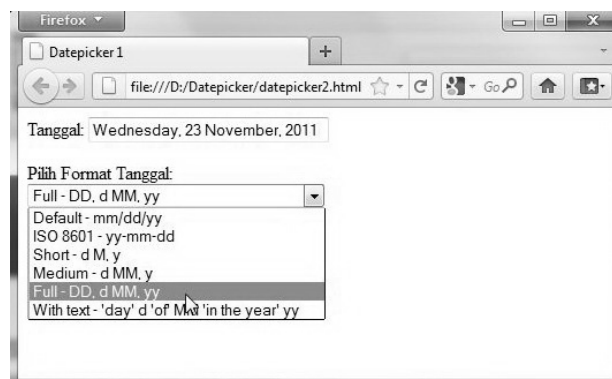 Firefox
Datepicker 1
file:///D:/Datepicker/datepicker2.html
Go
Tanggal: Wednesday, 23 November, 2011
Pilih Format Tanggal:
Full - DD, d MM, yy
Default - mm/dd/yy
ISO 8601 - yy-mm-dd
Short - d M, y
Medium - d MM, y
Full - DD, d MM, yy
With text - 'day' d 'of' MM 'in the year' yy